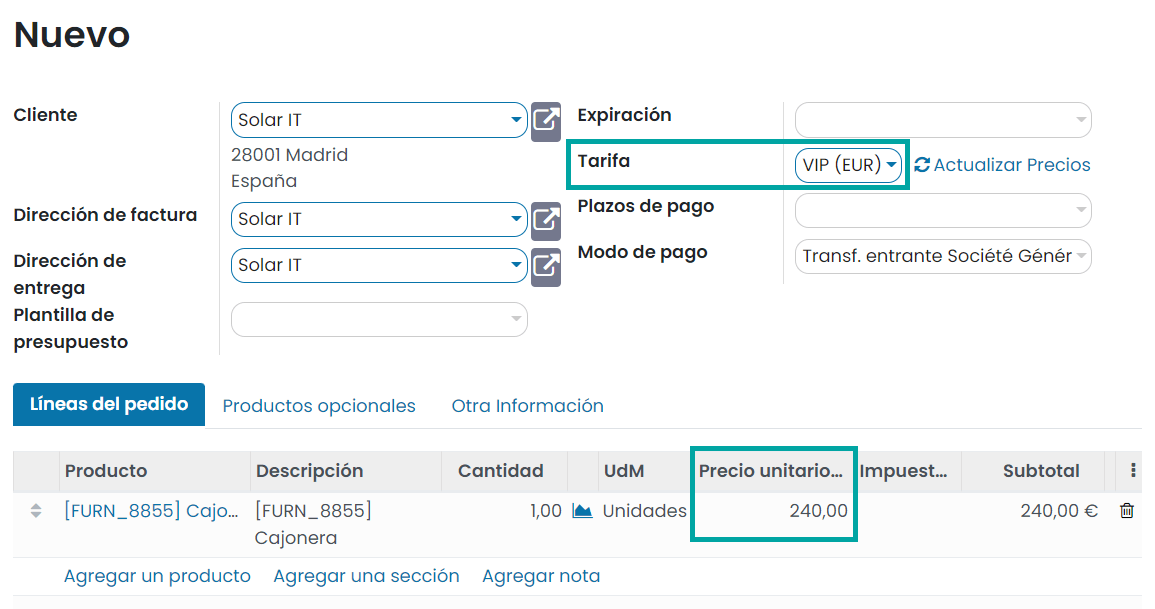 Nuevo
Cliente
Solar IT
28001 Madrid
España
Dirección de factura
Solar IT
Dirección de
entrega
Solar IT
Plantilla de
presupuesto
Expiración
Tarifa
VIP (EUR)
Actualizar Precios
Plazos de pago
Modo de pago
Transf. entrante Société Génér
Líneas del pedido
Productos opcionales
Otra Información
Producto
Descripción
Cantidad
UdM
Precio unitario...
Impuest...
Subtotal
[FURN_8855] Cajo...
[FURN_8855]
Cajonera
1,00
Unidades
240,00
240,00 €
Agregar un producto
Agregar una sección
Agregar nota